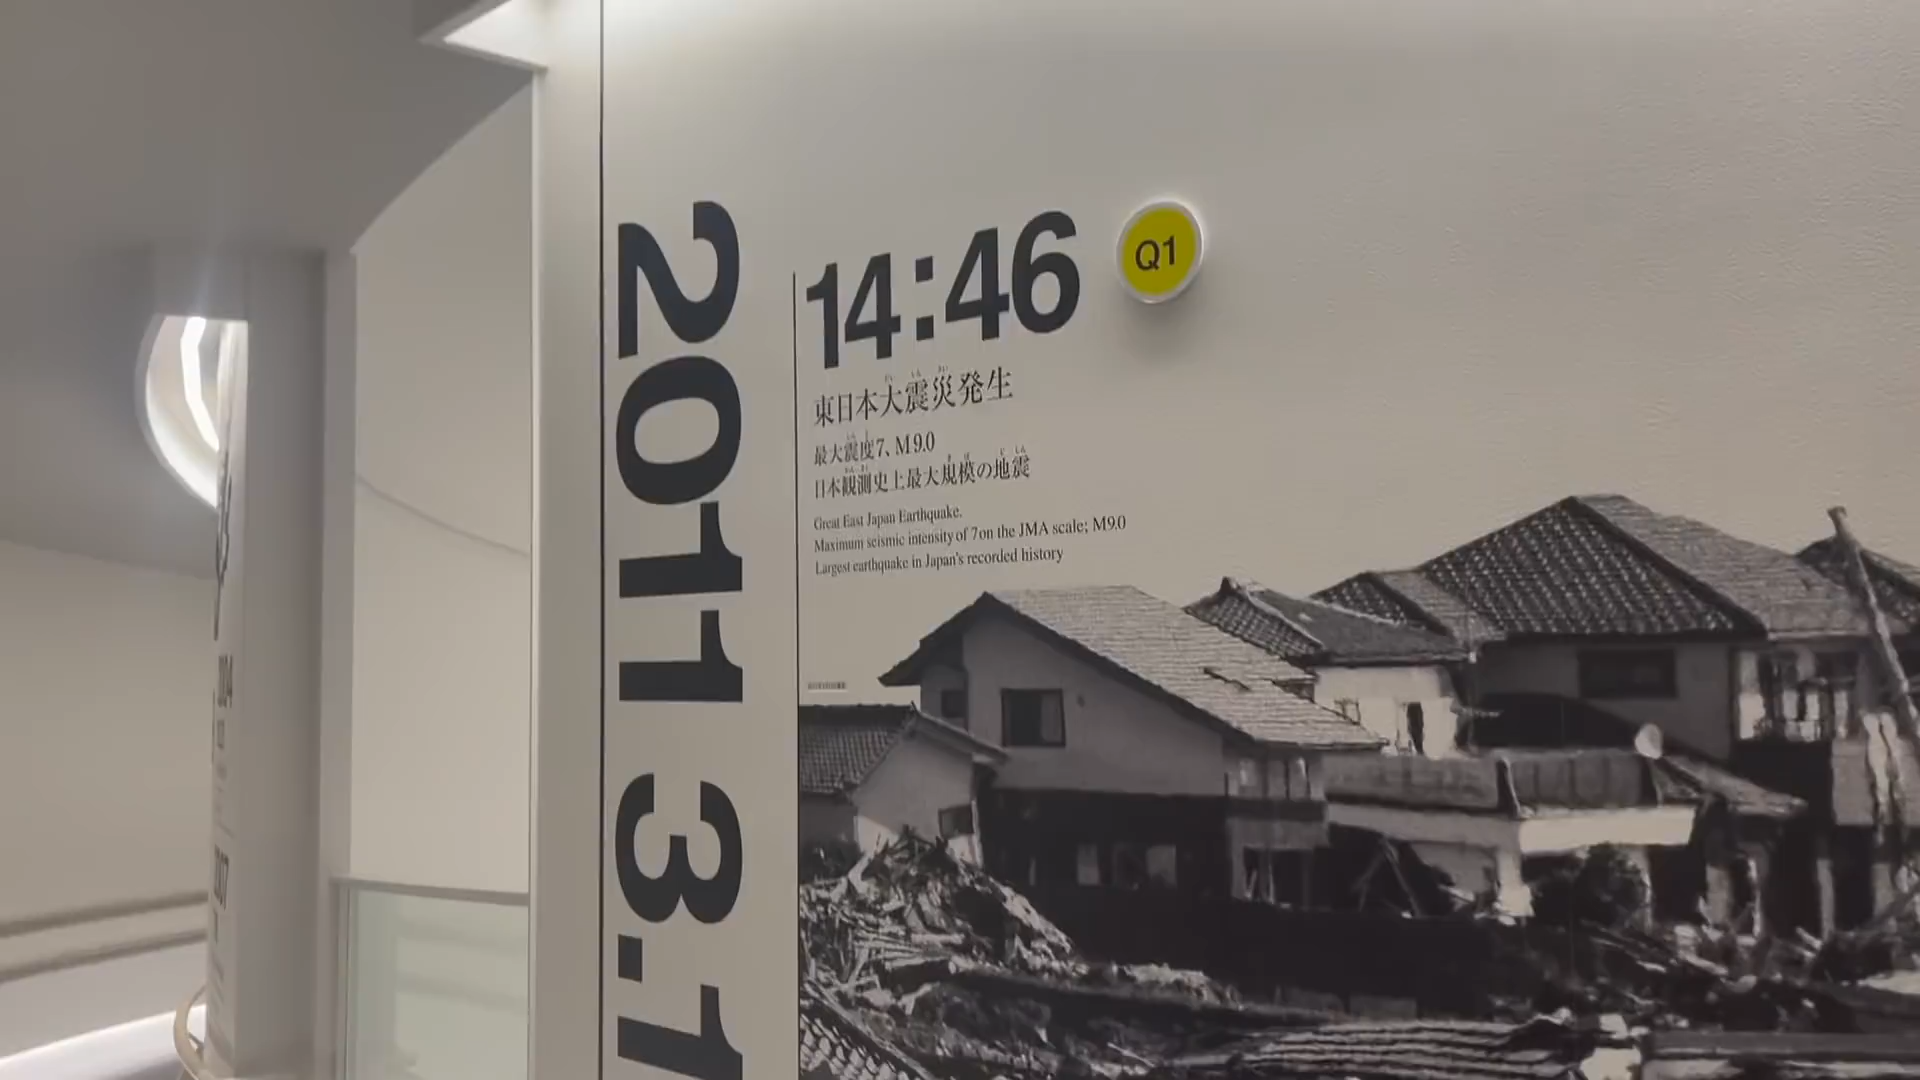 2011 3.1
14:46
Q1
東日本大震災発生
最大震度7、M9.0
日本観測史上最大規模の地震
Great East Japan Earthquake.
Maximum seismic intensity of 7 on the JMA scale; M9.0
Largest earthquake in Japan's recorded history